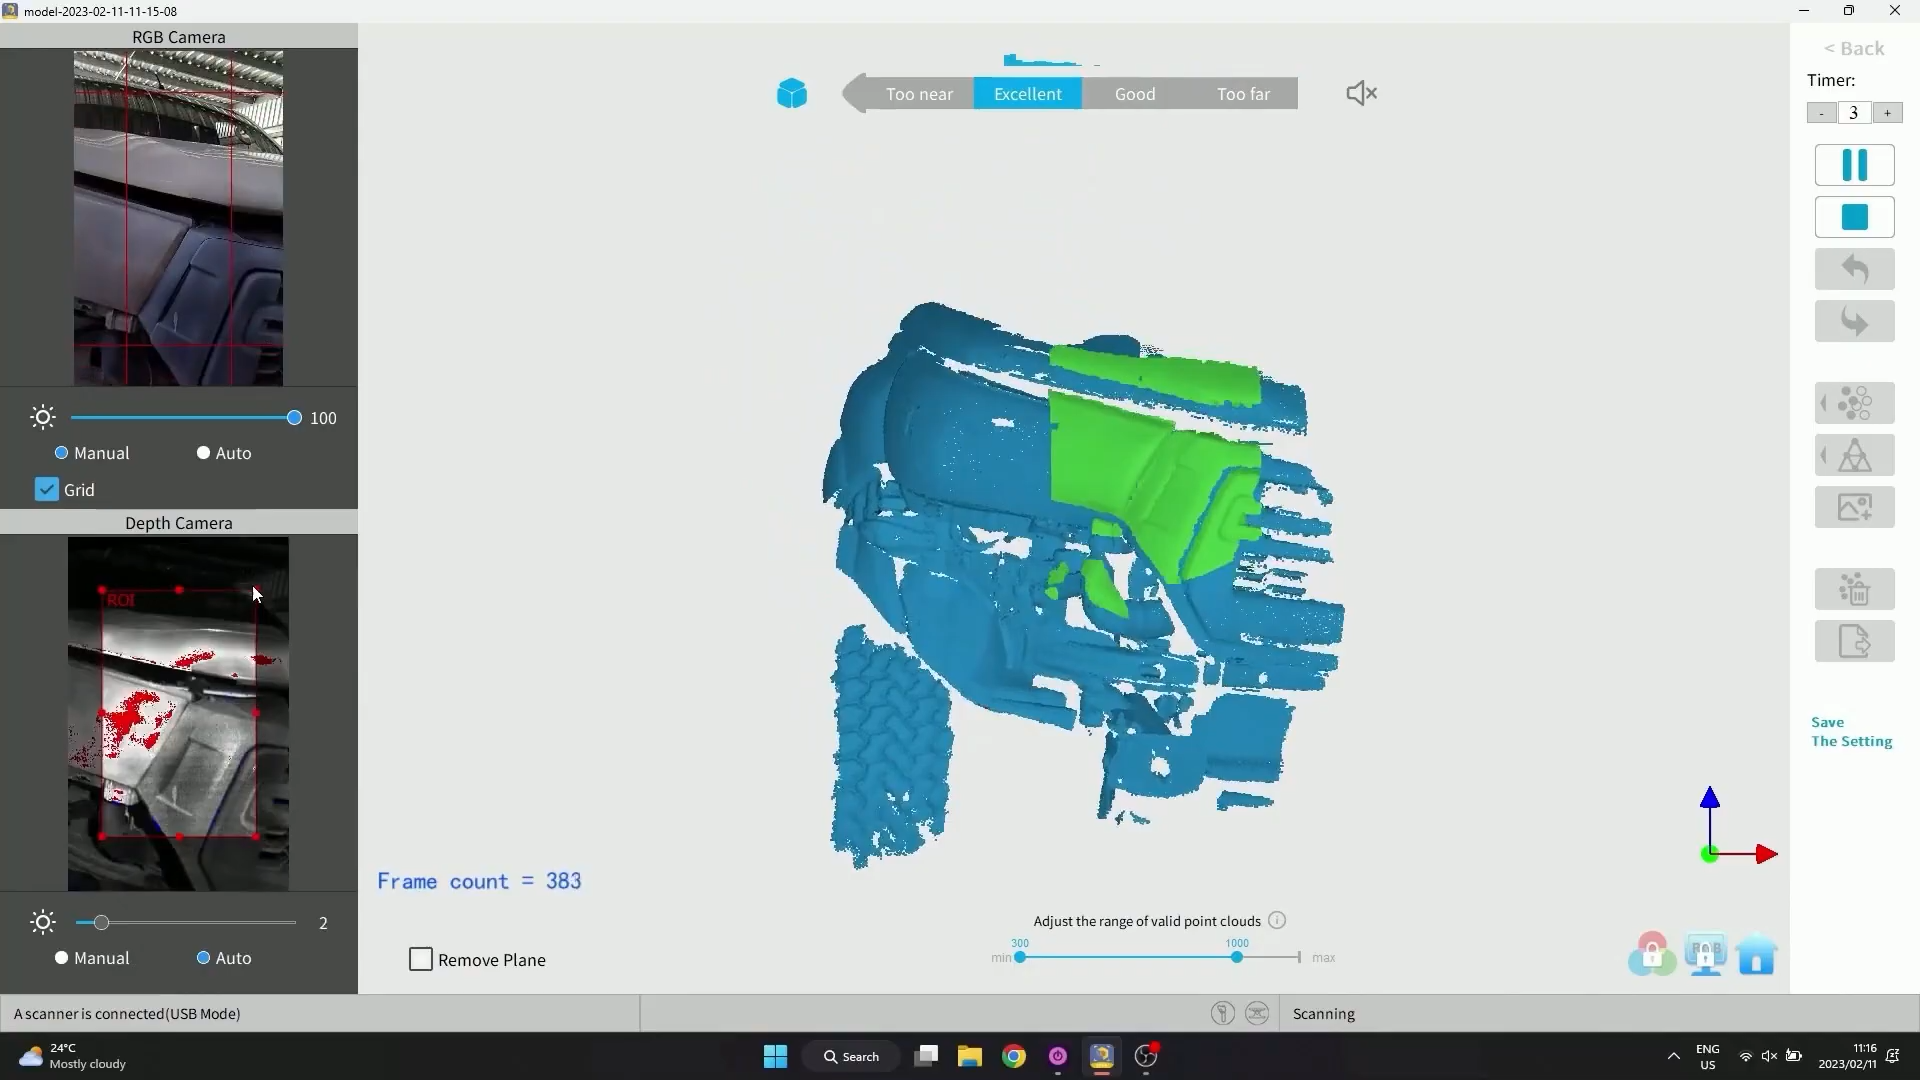 model-2023-02-11-11-15-08
RGB Camera
100
Manual
Auto
Grid
Depth Camera
ROI
2
Manual
Auto
Too near
Excellent
Good
Too far
Frame count = 383
Remove Plane
Adjust the range of valid point clouds
300
1000
min
max
< Back
Timer:
- 3 +
Save
The Setting
RGB
A scanner is connected(USB Mode)
Scanning
24°C
Mostly cloudy
Search
ENG
US
11:16
2023/02/11